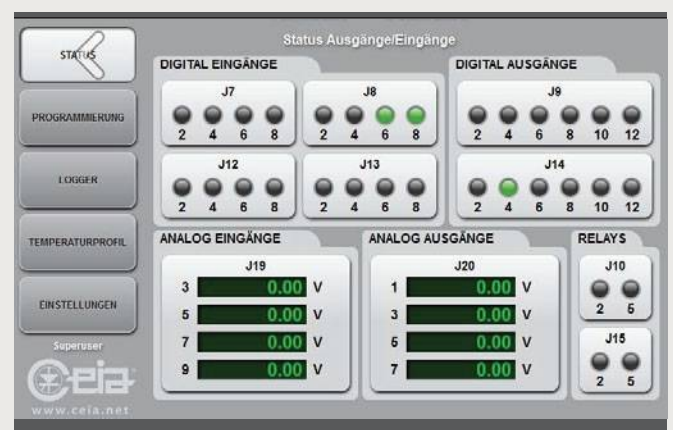 Status Ausgänge/Eingänge
STATUS
PROGRAMMIERUNG
LOGGER
TEMPERATURPROFIL
EINSTELLUNGEN
Superuser
Ceia
www.ceia.net
DIGITAL EINGÄNGE
J7
2 4 6 8
J8
2 4 6 8
J12
2 4 6 8
J13
2 4 6 8
DIGITAL AUSGÄNGE
J9
2 4 6 8 10 12
J14
2 4 6 8 10 12
ANALOG EINGÄNGE
J19
3 0.00 V
5 0.00 V
7 0.00 V
9 0.00 V
ANALOG AUSGÄNGE
J20
1 0.00 V
3 0.00 V
5 0.00 V
7 0.00 V
RELAYS
J10
2 5
J15
2 5